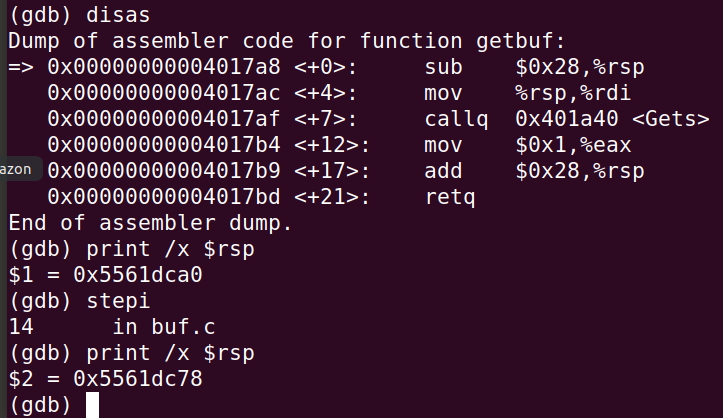 (gdb) disas
Dump of assembler code for function getbuf:
=> 0x00000000004017a8 <+0>:     sub    $0x28,%rsp
   0x00000000004017ac <+4>:     mov    %rsp,%rdi
   0x00000000004017af <+7>:     callq  0x401a40 <Gets>
   0x00000000004017b4 <+12>:    mov    $0x1,%eax
azon
   0x00000000004017b9 <+17>:    add    $0x28,%rsp
   0x00000000004017bd <+21>:    retq
End of assembler dump.
(gdb) print /x $rsp
$1 = 0x5561dca0
(gdb) stepi
14      in buf.c
(gdb) print /x $rsp
$2 = 0x5561dc78
(gdb)